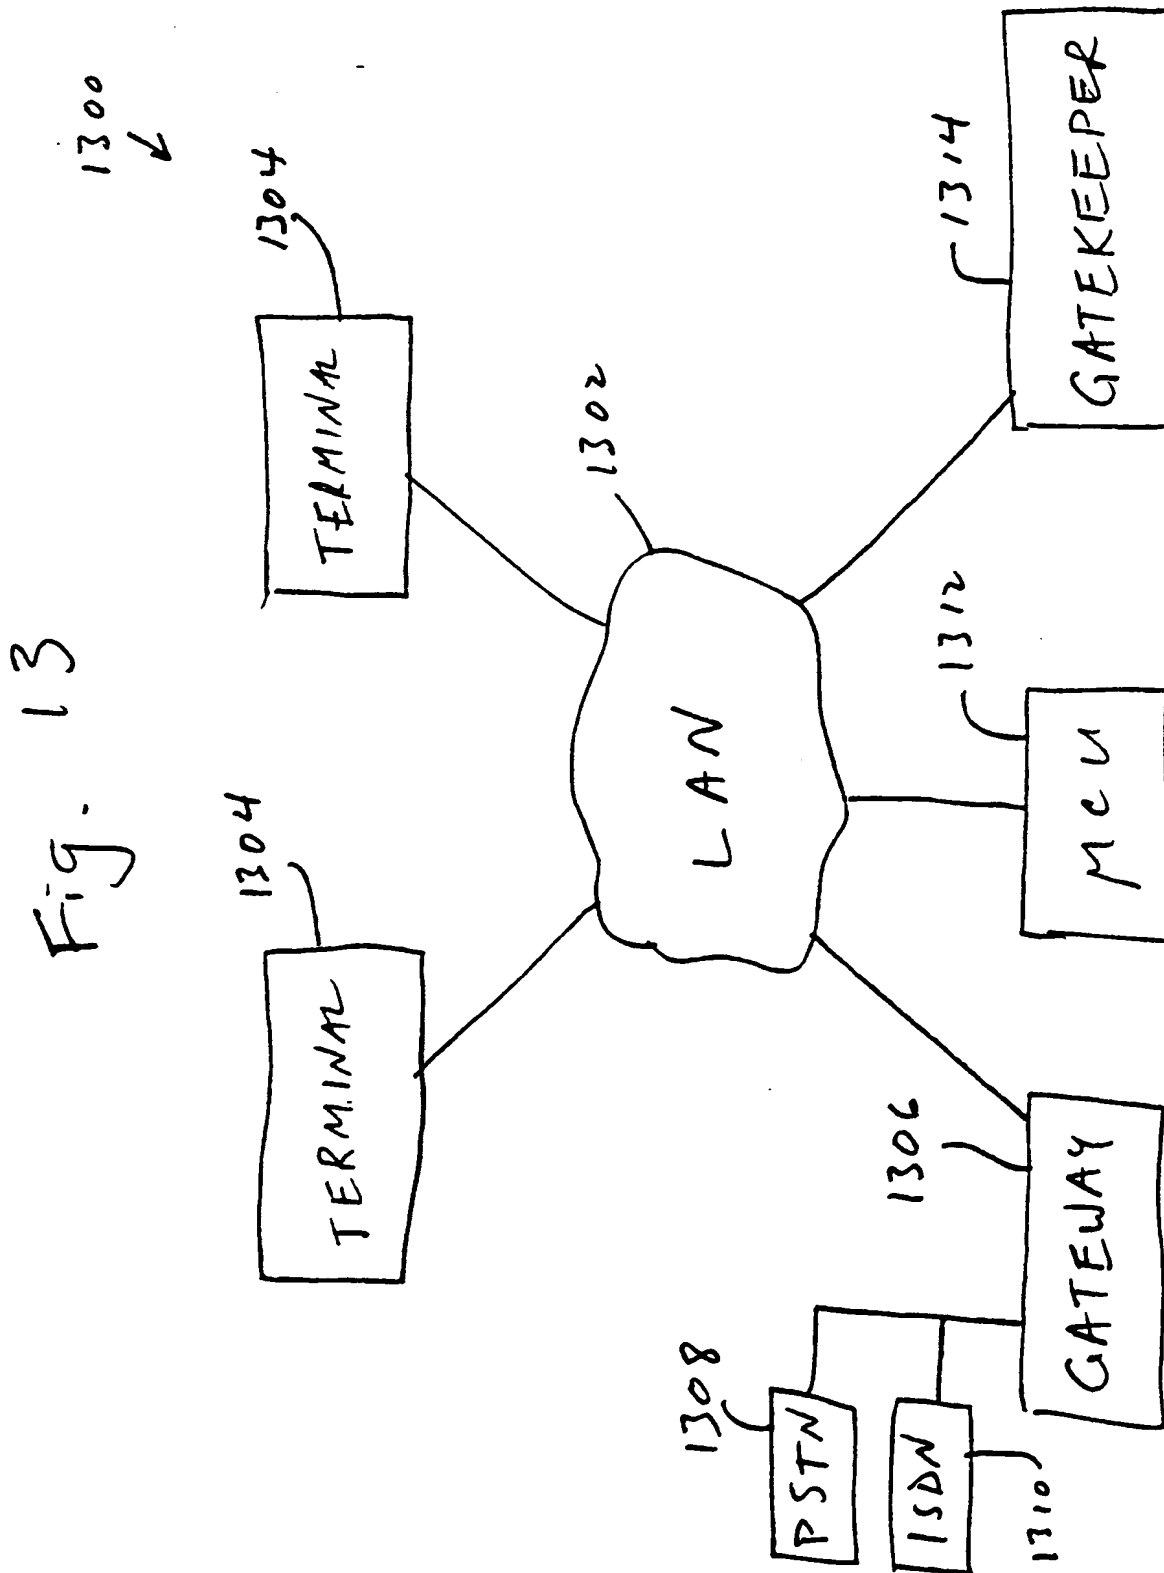 Fig. 13
1300
1304
1304
TERMINAL
TERMINAL
1302
LAN
1308
PSTN
1306
1312
1314
ISDN
1310
GATEWAY
MCU
GATEKEEPER